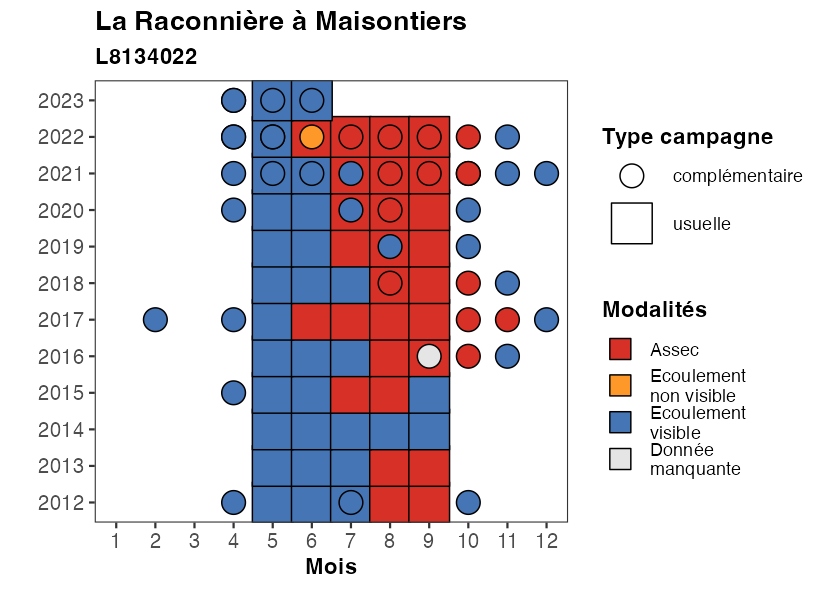 La Raconnière à Maisontiers
L8134022
2023
2022
2021
2020
2019
2018
2017
2016
2015
2014
2013
2012
1 2 3 4 5 6 7 8 9 10 11 12
Mois
Type campagne
complémentaire
usuelle
Modalités
Assec
Ecoulement
non visible
Ecoulement
visible
Donnée
manquante